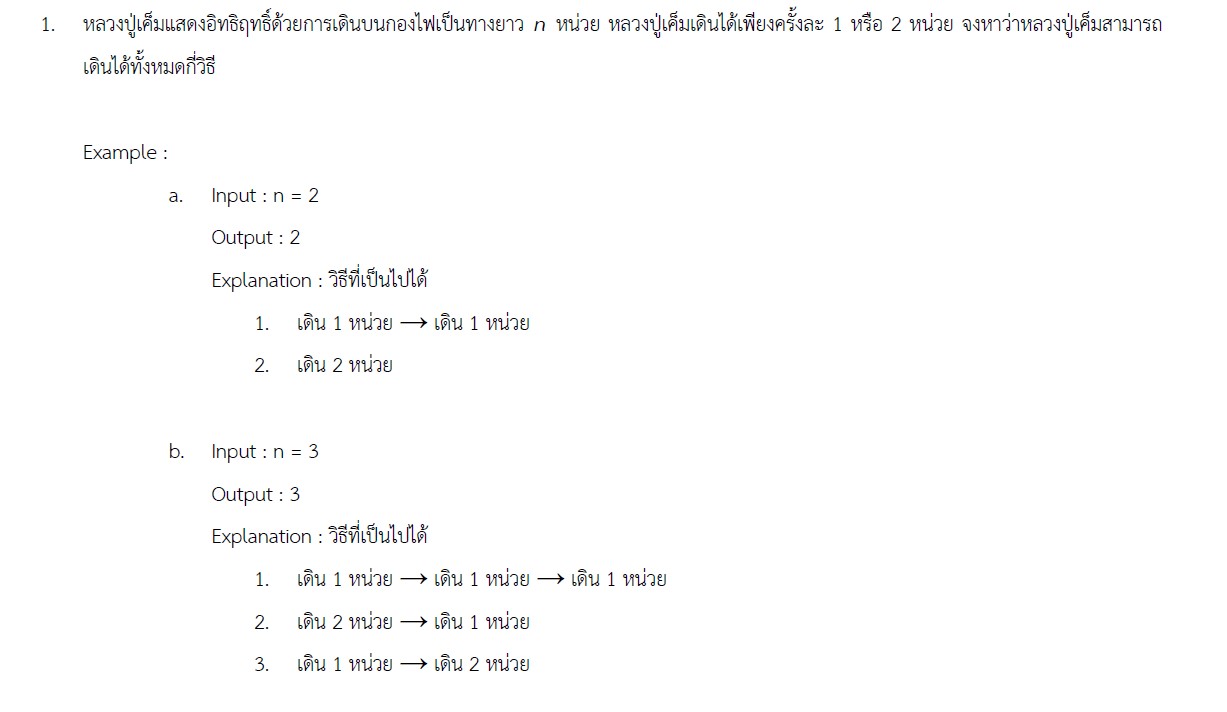 1. หลวงปู่เค็มแสดงอิทธิฤทธิ์ด้วยการเดินบนกองไฟเป็นทางยาว n หน่วย หลวงปู่เค็มเดินได้เพียงครั้งละ 1 หรือ 2 หน่วย จงหาว่าหลวงปู่เค็มสามารถ
เดินได้ทั้งหมดกี่วิธี
Example :
a. Input : n = 2
Output : 2
Explanation : วิธีที่เป็นไปได้
1. เดิน 1 หน่วย ⟶ เดิน 1 หน่วย
2. เดิน 2 หน่วย
b. Input : n = 3
Output : 3
Explanation : วิธีที่เป็นไปได้
1. เดิน 1 หน่วย ⟶ เดิน 1 หน่วย ⟶ เดิน 1 หน่วย
2. เดิน 2 หน่วย ⟶ เดิน 1 หน่วย
3. เดิน 1 หน่วย ⟶ เดิน 2 หน่วย